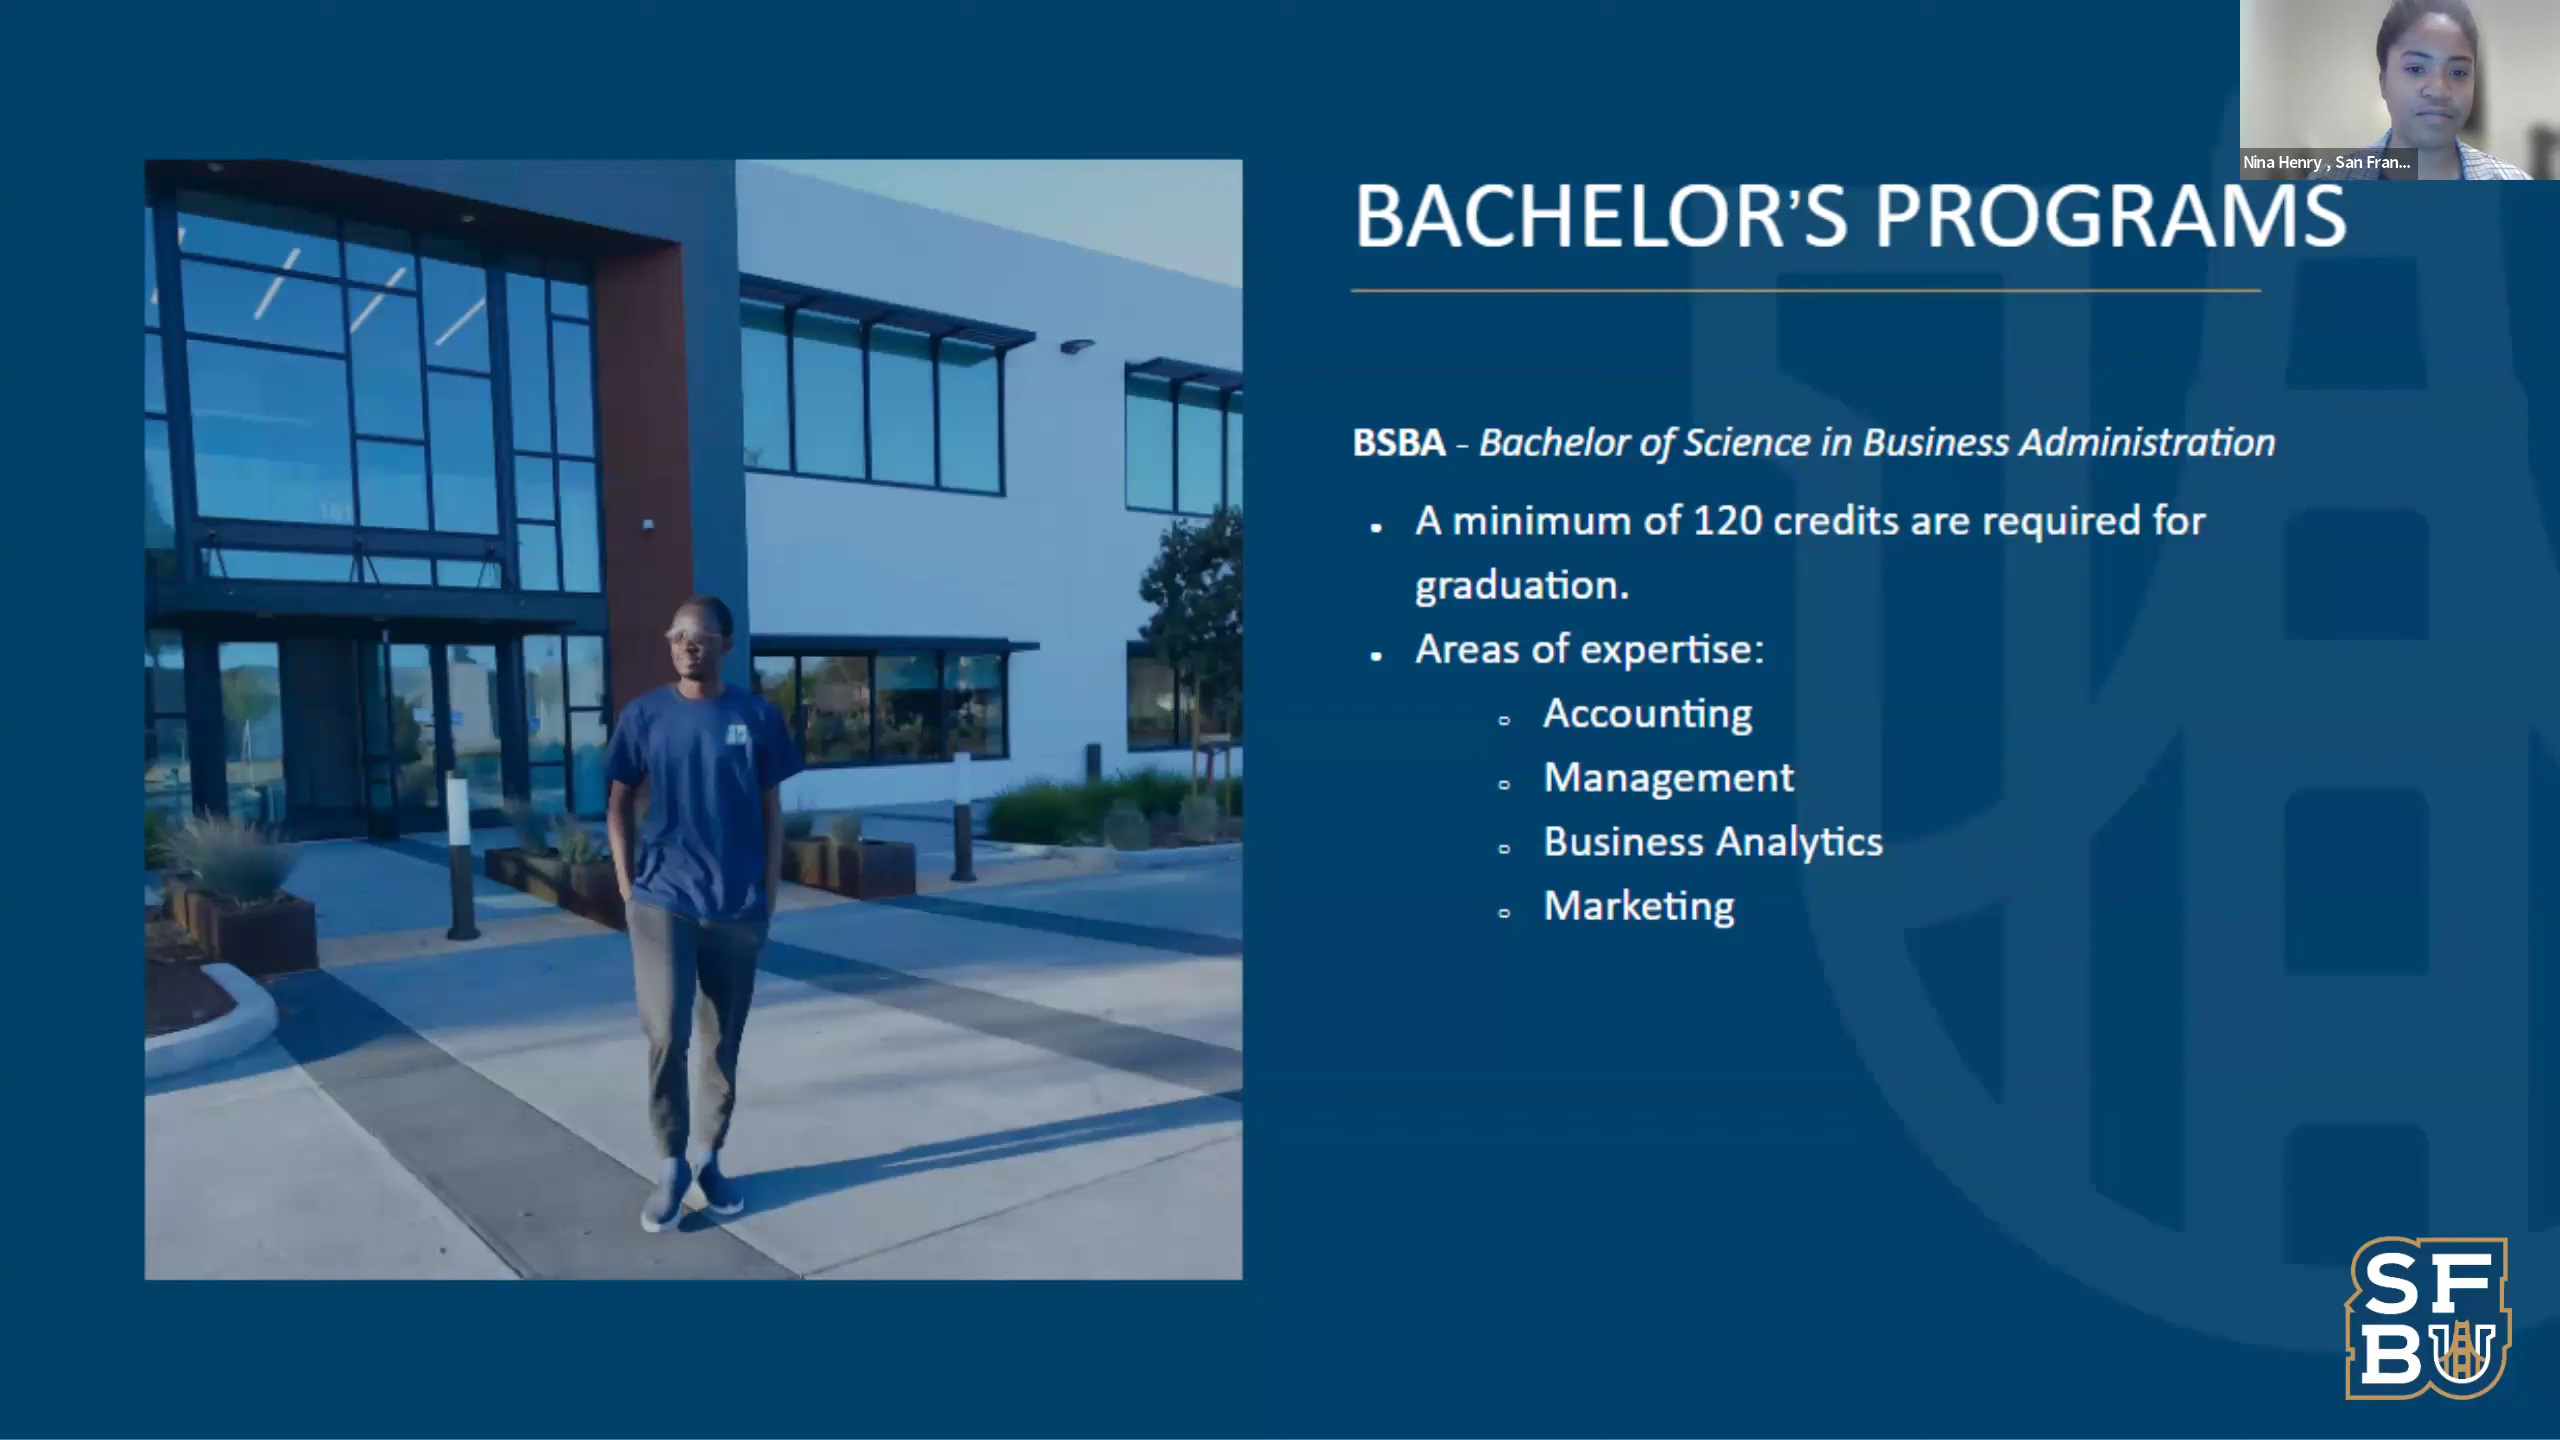 Nina Henry , San Fran...
BACHELOR’S PROGRAMS
BSBA - Bachelor of Science in Business Administration
• A minimum of 120 credits are required for
graduation.
• Areas of expertise:
○ Accounting
○ Management
○ Business Analytics
○ Marketing
SF
BU